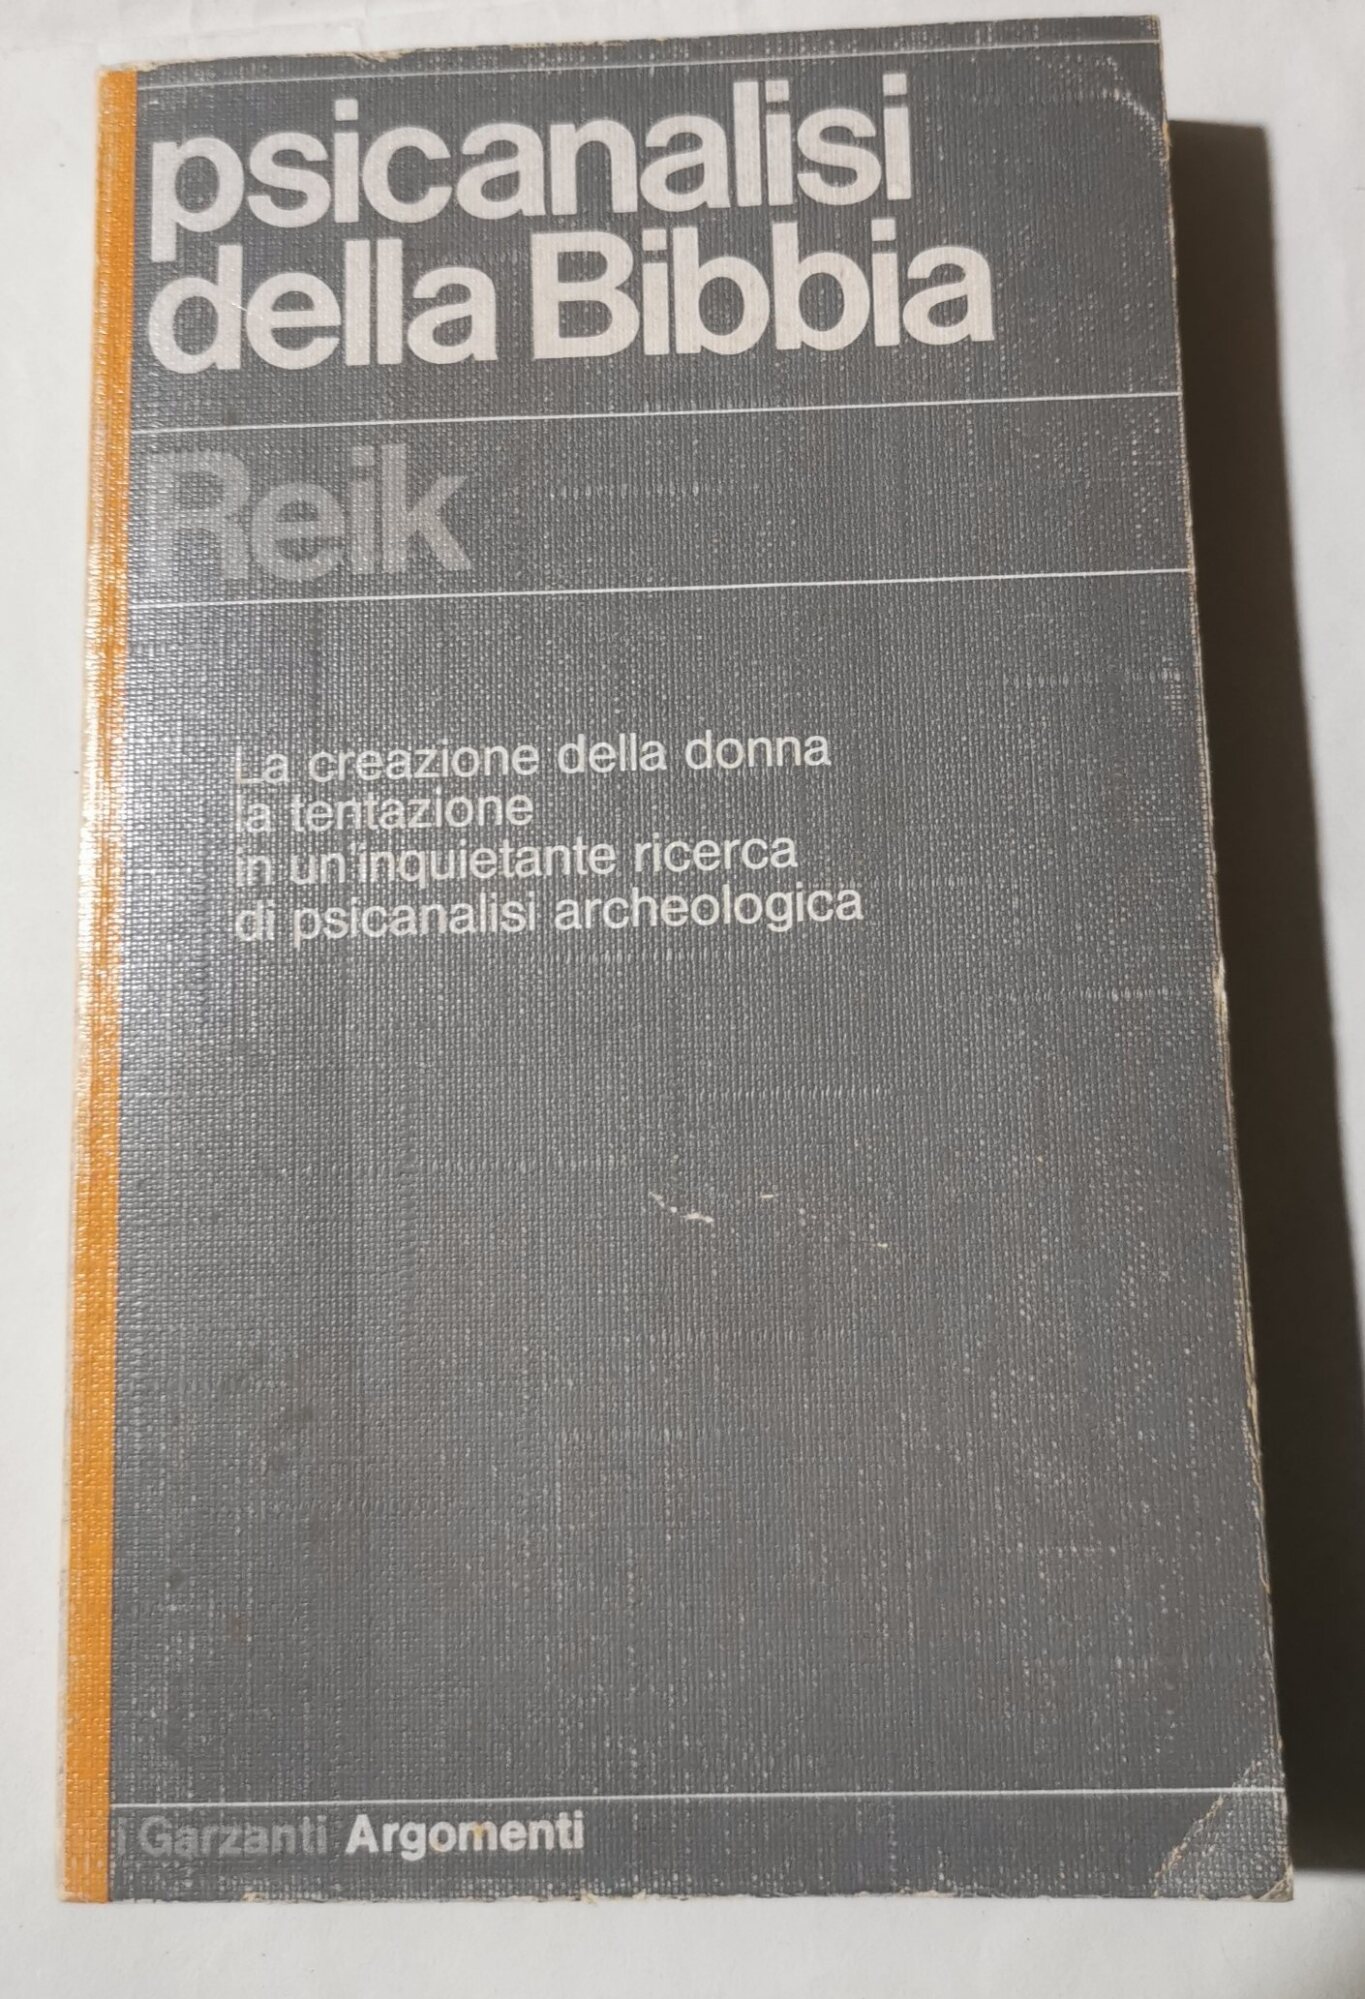 psicanalisi
della Bibbia
Reik
La creazione della donna
la tentazione
in un'inquietante ricerca
di psicanalisi archeologica
i Garzanti Argomenti